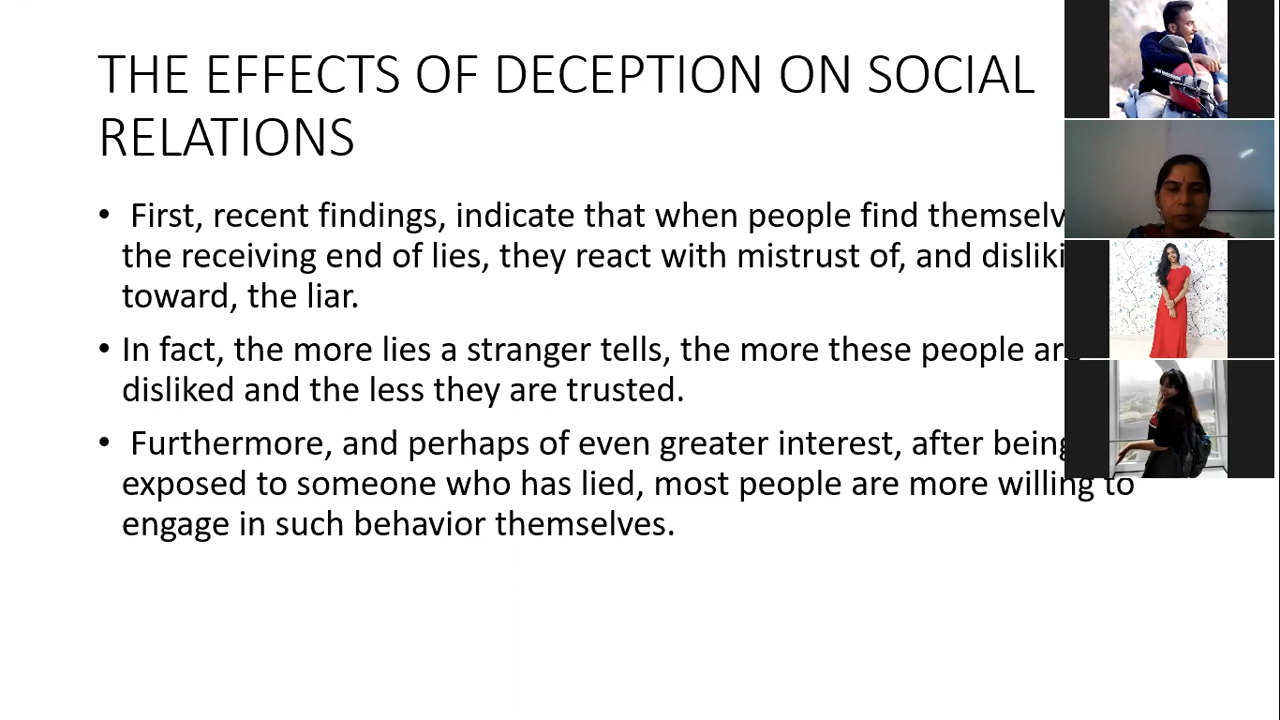 THE EFFECTS OF DECEPTION ON SOCIAL
RELATIONS
• First, recent findings, indicate that when people find
the receiving end of lies, they react with mistrust of, and
toward, the liar.
• In fact, the more lies a stranger tells, the more these people are
disliked and the less they are trusted.
• Furthermore, and perhaps of even greater interest, after being
exposed to someone who has lied, most people are more willing to
engage in such behavior themselves.